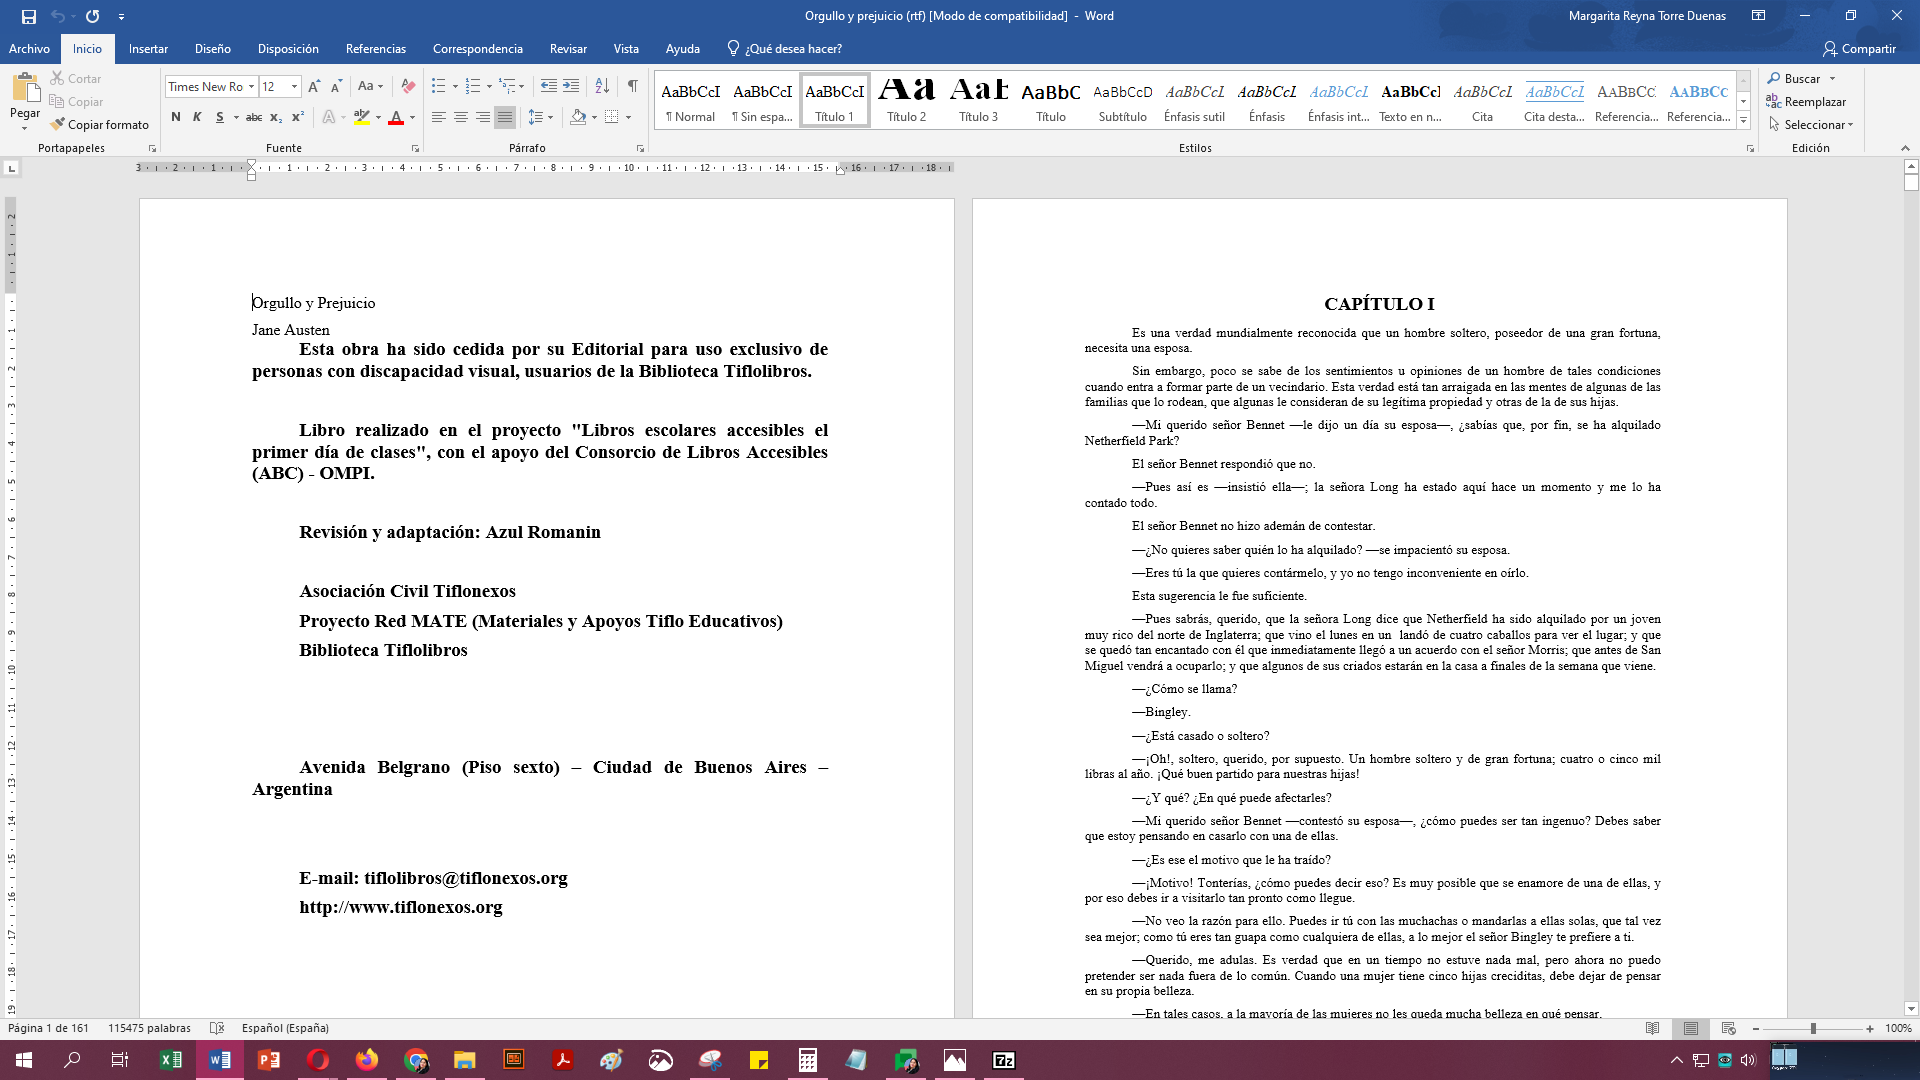 Orgullo y prejuicio (rtf) [Modo de compatibilidad] - Word
Margarita Reyna Torre Duenas
Archivo
Inicio
Insertar
Diseño
Disposición
Referencias
Correspondencia
Revisar
Vista
Ayuda
¿Qué desea hacer?
Compartir
Pegar
Cortar
Copiar
Copiar formato
Portapapeles
Times New Ro
12
Fuente
Párrafo
AaBbCcI
¶ Normal
AaBbCcI
¶ Sin espa...
AaBbCcI
Título 1
Título 2
Título 3
AaBbC
Título
AaBbCcD
Subtítulo
Énfasis sutil
Énfasis
Énfasis int...
Texto en n...
Cita
Cita desta...
Referencia...
Referencia...
Estilos
Buscar
Reemplazar
Seleccionar
Edición
Orgullo y Prejuicio
Jane Austen
Esta obra ha sido cedida por su Editorial para uso exclusivo de
personas con discapacidad visual, usuarios de la Biblioteca Tiflolibros.
Libro realizado en el proyecto "Libros escolares accesibles el
primer día de clases", con el apoyo del Consorcio de Libros Accesibles
(ABC) - OMPI.
Revisión y adaptación: Azul Romanin
Asociación Civil Tiflonexos
Proyecto Red MATE (Materiales y Apoyos Tiflo Educativos)
Biblioteca Tiflolibros
Avenida Belgrano (Piso sexto) – Ciudad de Buenos Aires –
Argentina
E-mail: tiflolibros@tiflonexos.org
http://www.tiflonexos.org
CAPÍTULO I
Es una verdad mundialmente reconocida que un hombre soltero, poseedor de una gran fortuna,
necesita una esposa.
Sin embargo, poco se sabe de los sentimientos u opiniones de un hombre de tales condiciones
cuando entra a formar parte de un vecindario. Esta verdad está tan arraigada en las mentes de algunas de las
familias que lo rodean, que algunas le consideran de su legítima propiedad y otras de la de sus hijas.
—Mi querido señor Bennet —le dijo un día su esposa—, ¿sabías que, por fin, se ha alquilado
Netherfield Park?
El señor Bennet respondió que no.
—Pues así es —insistió ella—; la señora Long ha estado aquí hace un momento y me lo ha
contado todo.
El señor Bennet no hizo ademán de contestar.
—¿No quieres saber quién lo ha alquilado? —se impacientó su esposa.
—Eres tú la que quieres contármelo, y yo no tengo inconveniente en oírlo.
Esta sugerencia le fue suficiente.
—Pues sabrás, querido, que la señora Long dice que Netherfield ha sido alquilado por un joven
muy rico del norte de Inglaterra; que vino el lunes en un landó de cuatro caballos para ver el lugar; y que
se quedó tan encantado con él que inmediatamente llegó a un acuerdo con el señor Morris; que antes de San
Miguel vendrá a ocuparlo; y que algunos de sus criados estarán en la casa a finales de la semana que viene.
—¿Cómo se llama?
—Bingley.
—¿Está casado o soltero?
—¡Oh!, soltero, querido, por supuesto. Un hombre soltero y de gran fortuna; cuatro o cinco mil
libras al año. ¡Qué buen partido para nuestras hijas!
—¿Y qué? ¿En qué puede afectarles?
—Mi querido señor Bennet —contestó su esposa—, ¿cómo puedes ser tan ingenuo? Debes saber
que estoy pensando en casarlo con una de ellas.
—¿Es ese el motivo que le ha traído?
—¡Motivo! Tonterías, ¿cómo puedes decir eso? Es muy posible que se enamore de una de ellas, y
por eso debes ir a visitarlo tan pronto como llegue.
—No veo la razón para ello. Puedes ir tú con las muchachas o mandarlas a ellas solas, que tal vez
sea mejor; como tú eres tan guapa como cualquiera de ellas, a lo mejor el señor Bingley te prefiere a ti.
—Querido, me adulas. Es verdad que en un tiempo no estuve nada mal, pero ahora no puedo
pretender ser nada fuera de lo común. Cuando una mujer tiene cinco hijas creciditas, debe dejar de pensar
en su propia belleza.
—En tales casos, a la mayoría de las mujeres no les queda mucha belleza en qué pensar.
Página 1 de 161
115475 palabras
Español (España)
100%